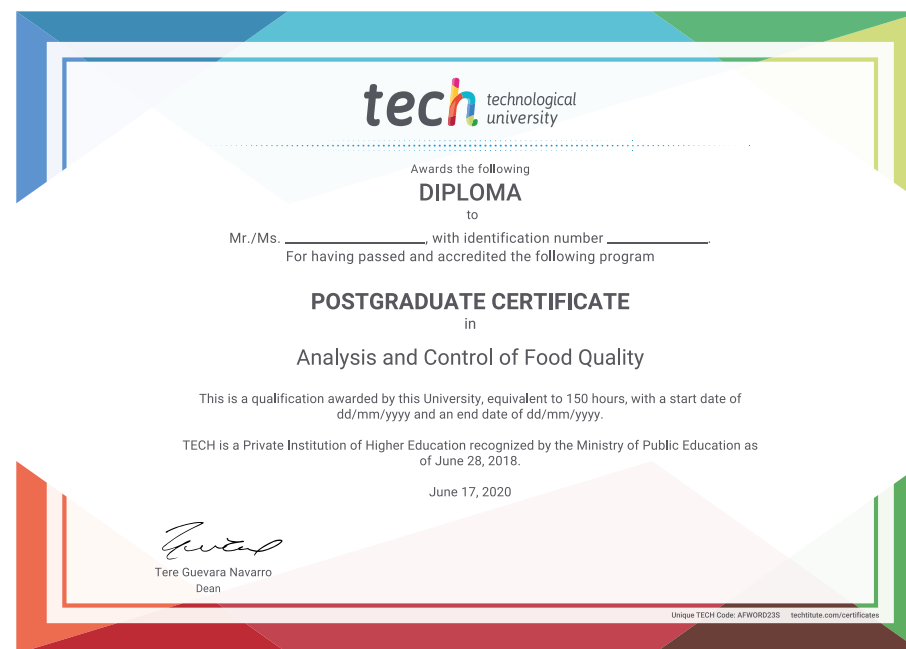 tech technological
university
Awards the following
DIPLOMA
to
Mr./Ms. ____________________, with identification number ______________.
For having passed and accredited the following program
POSTGRADUATE CERTIFICATE
in
Analysis and Control of Food Quality
This is a qualification awarded by this University, equivalent to 150 hours, with a start date of
dd/mm/yyyy and an end date of dd/mm/yyyy.
TECH is a Private Institution of Higher Education recognized by the Ministry of Public Education as
of June 28, 2018.
June 17, 2020
Tere Guevara Navarro
Dean
Unique TECH Code: AFWORD23S techtitute.com/certificates